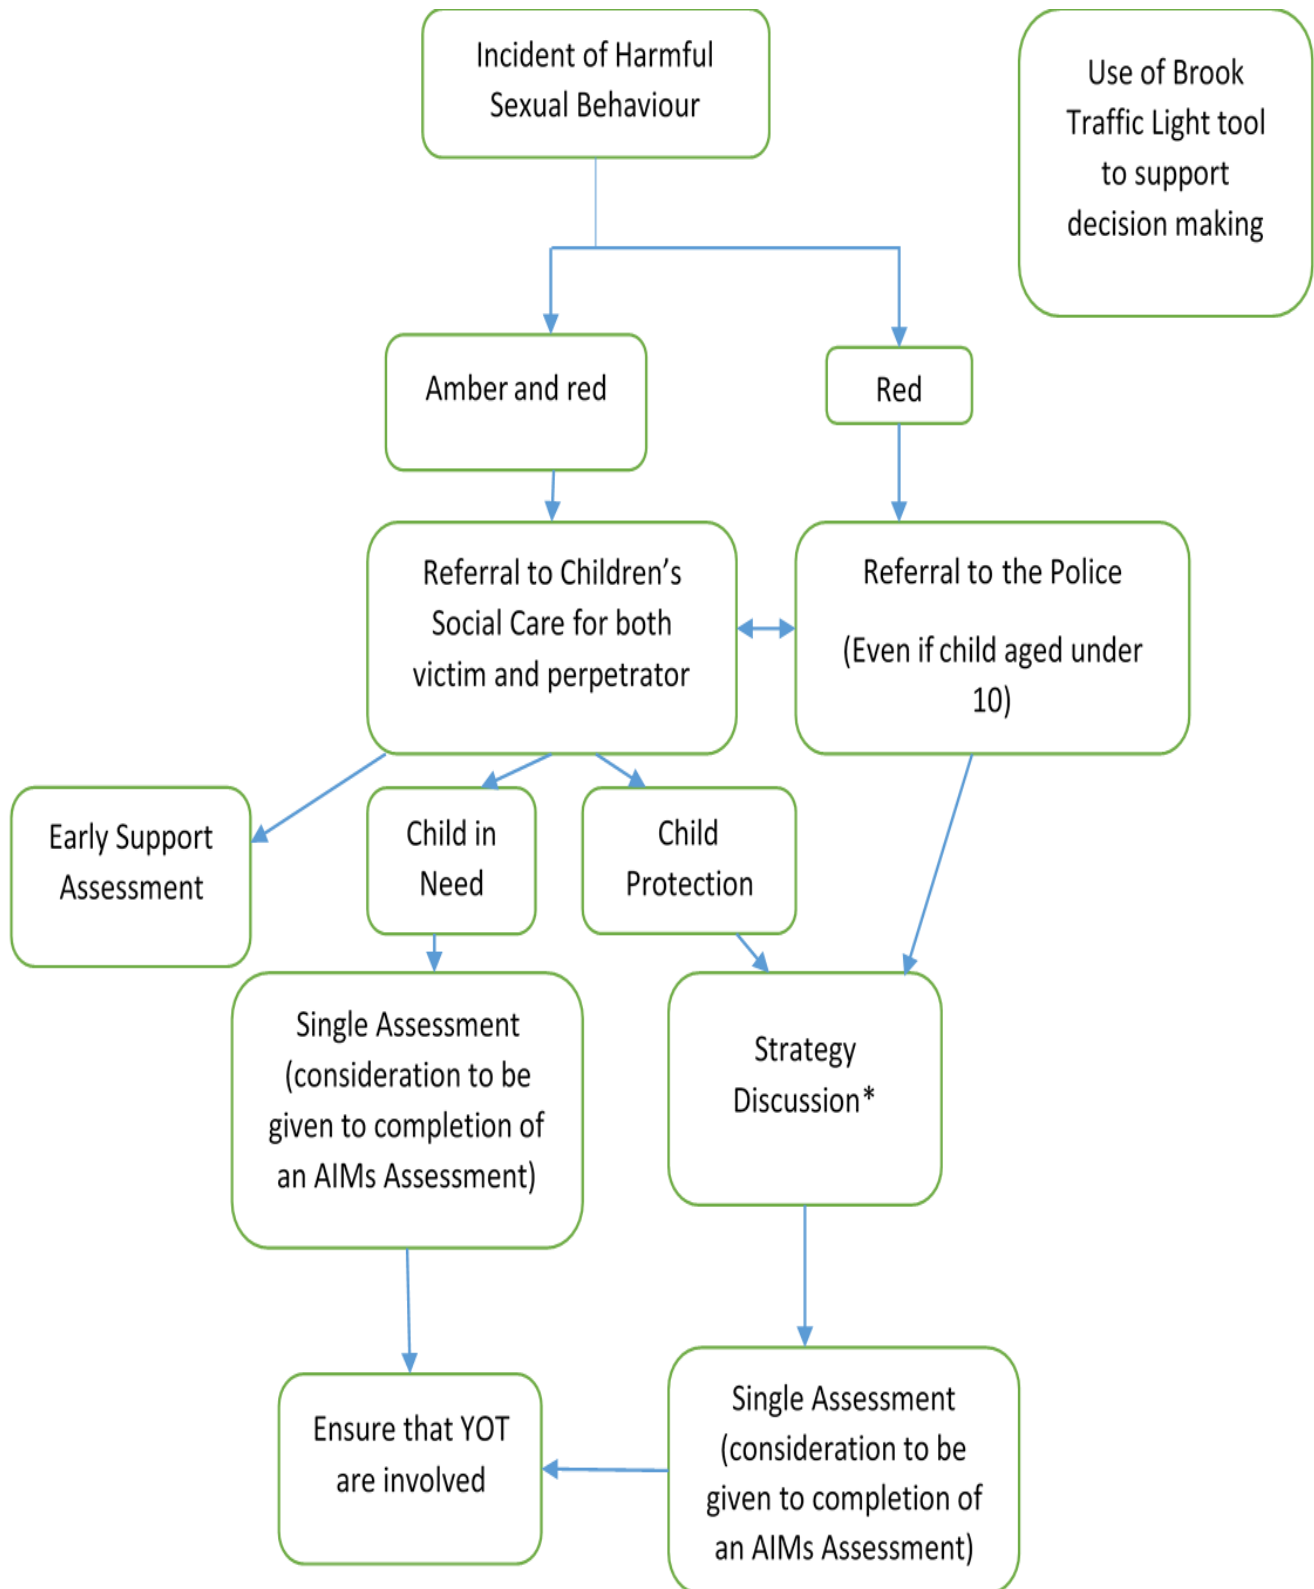 Incident of Harmful
Sexual Behaviour
Use of Brook
Traffic Light tool
to support
decision making
Amber and red
Red
Referral to Children’s
Social Care for both
victim and perpetrator
Referral to the Police
(Even if child aged under
10)
Early Support
Assessment
Child in
Need
Child
Protection
Single Assessment
(consideration to be
given to completion of
an AIMs Assessment)
Strategy
Discussion*
Ensure that YOT
are involved
Single Assessment
(consideration to be
given to completion of
an AIMs Assessment)